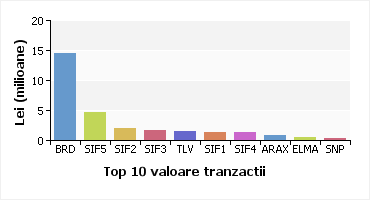 Lei (milioane)
20
15
10
5
0
BRD SIF5 SIF2 SIF3 TLV SIF1 SIF4 ARAX ELMA SNP
Top 10 valoare tranzactii